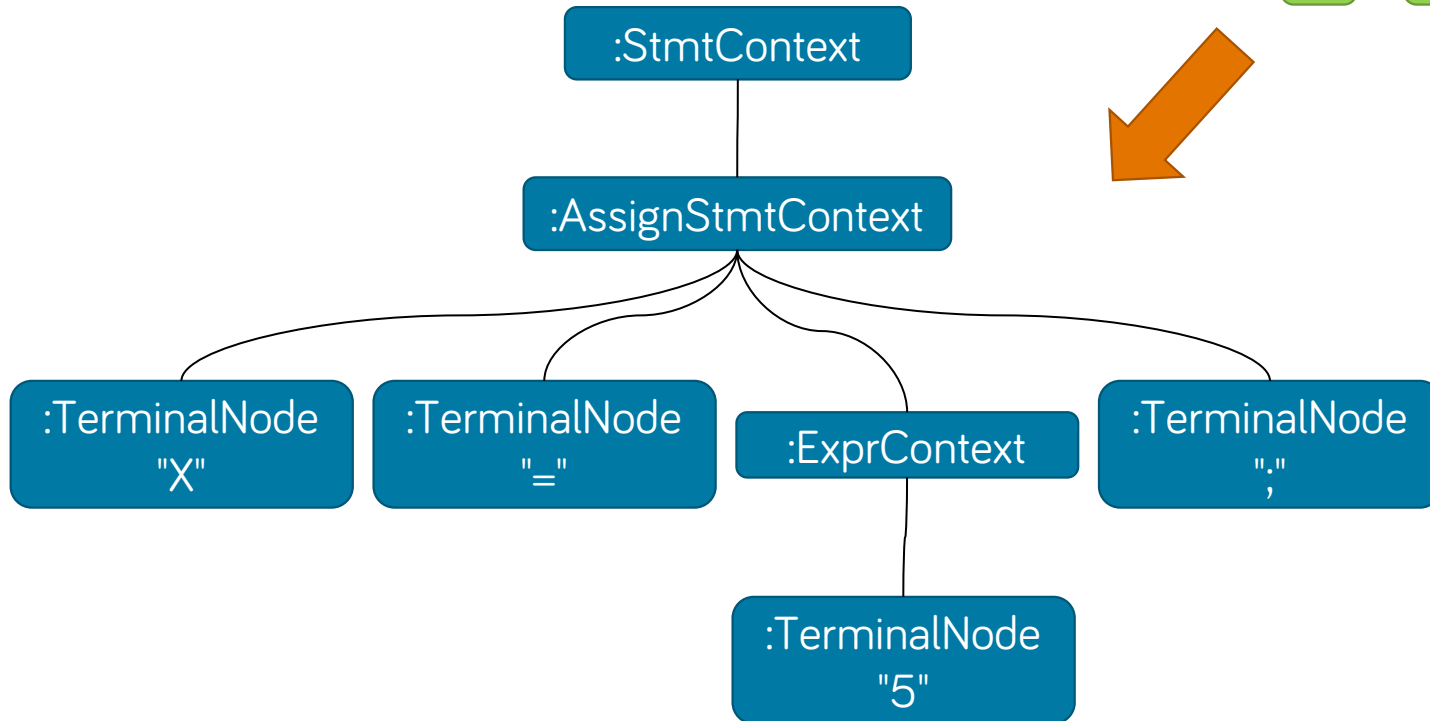 :StmtContext
:AssignStmtContext
:TerminalNode
"X"
:TerminalNode
"="
:ExprContext
:TerminalNode
";"
:TerminalNode
"5"